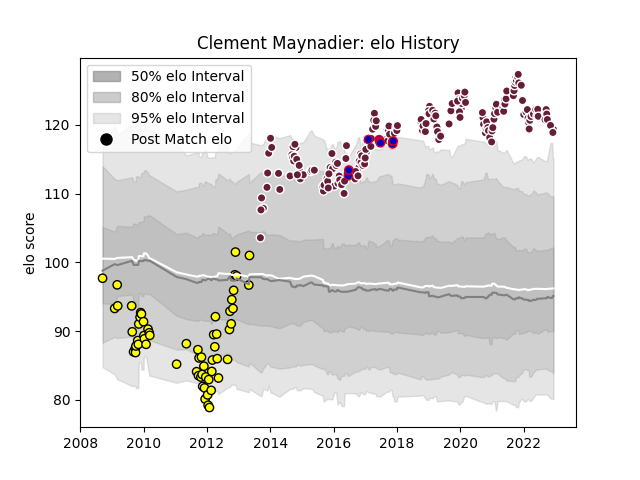 Clement Maynadier: elo History
50% elo Interval
80% elo Interval
95% elo Interval
Post Match elo
elo score
120
110
100
90
80
2008
2010
2012
2014
2016
2018
2020
2022